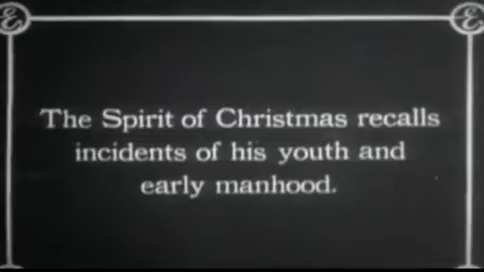 E E
The Spirit of Christmas recalls
incidents of his youth and
early manhood.